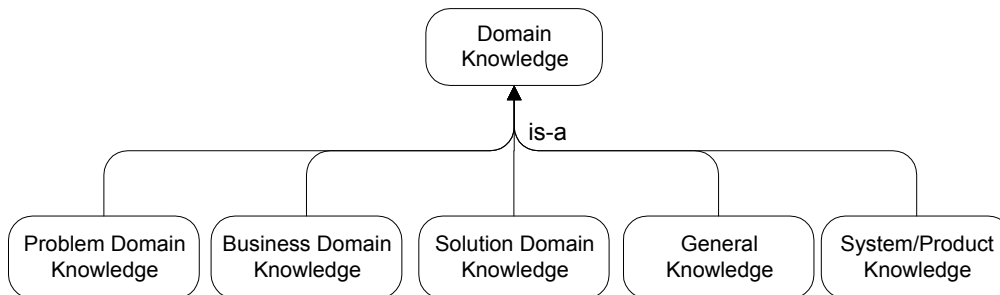 Domain
Knowledge
is-a
Problem Domain
Knowledge
Business Domain
Knowledge
Solution Domain
Knowledge
General
Knowledge
System/Product
Knowledge